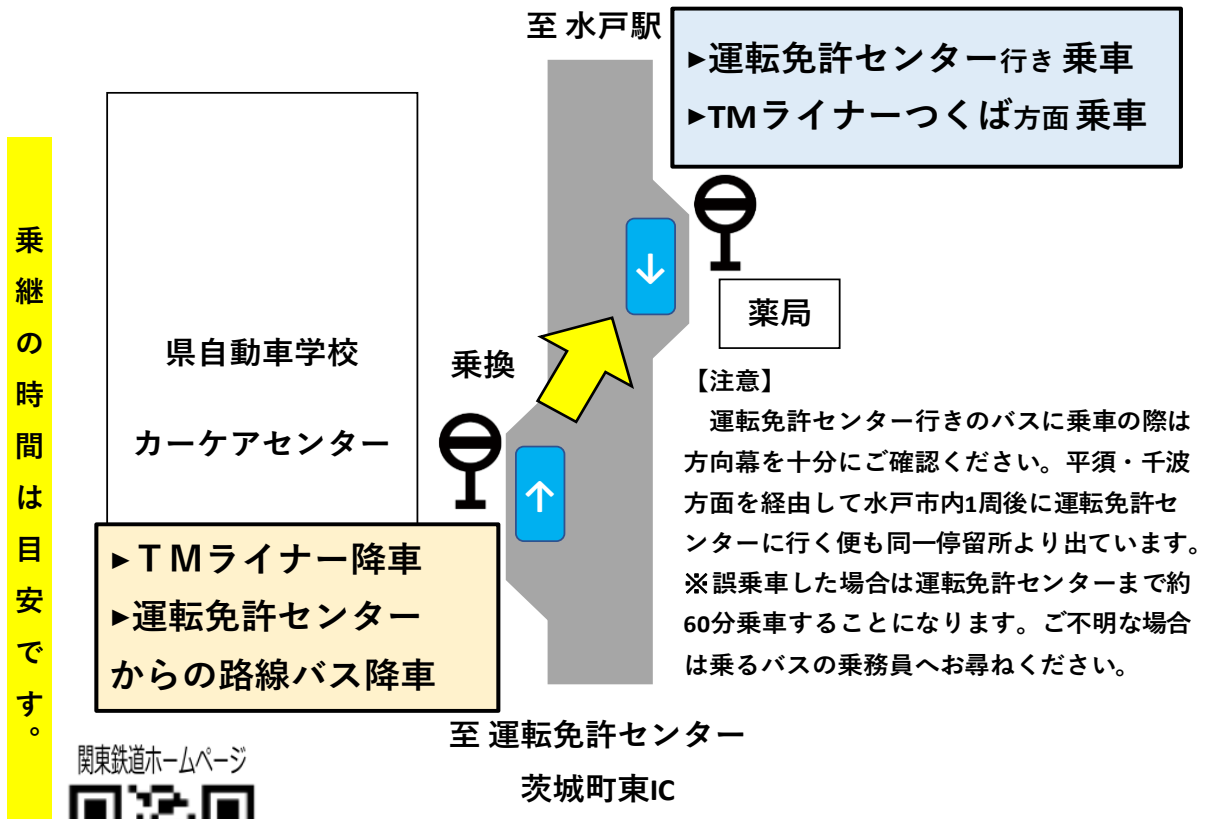 至 水戸駅
▶運転免許センター行き 乗車
▶TMライナーつくば方面 乗車
乗継の時間は目安です。
県自動車学校
カーケアセンター
乗換
↓
↑
薬局
【注意】
運転免許センター行きのバスに乗車の際は
方向幕を十分にご確認ください。平須・千波
方面を経由して水戸市内1周後に運転免許セ
ンターに行く便も同一停留所より出ています。
※誤乗車した場合は運転免許センターまで約
60分乗車することになります。ご不明な場合
は乗るバスの乗務員へお尋ねください。
▶ＴＭライナー降車
▶運転免許センター
からの路線バス降車
至 運転免許センター
茨城町東IC
関東鉄道ホームページ